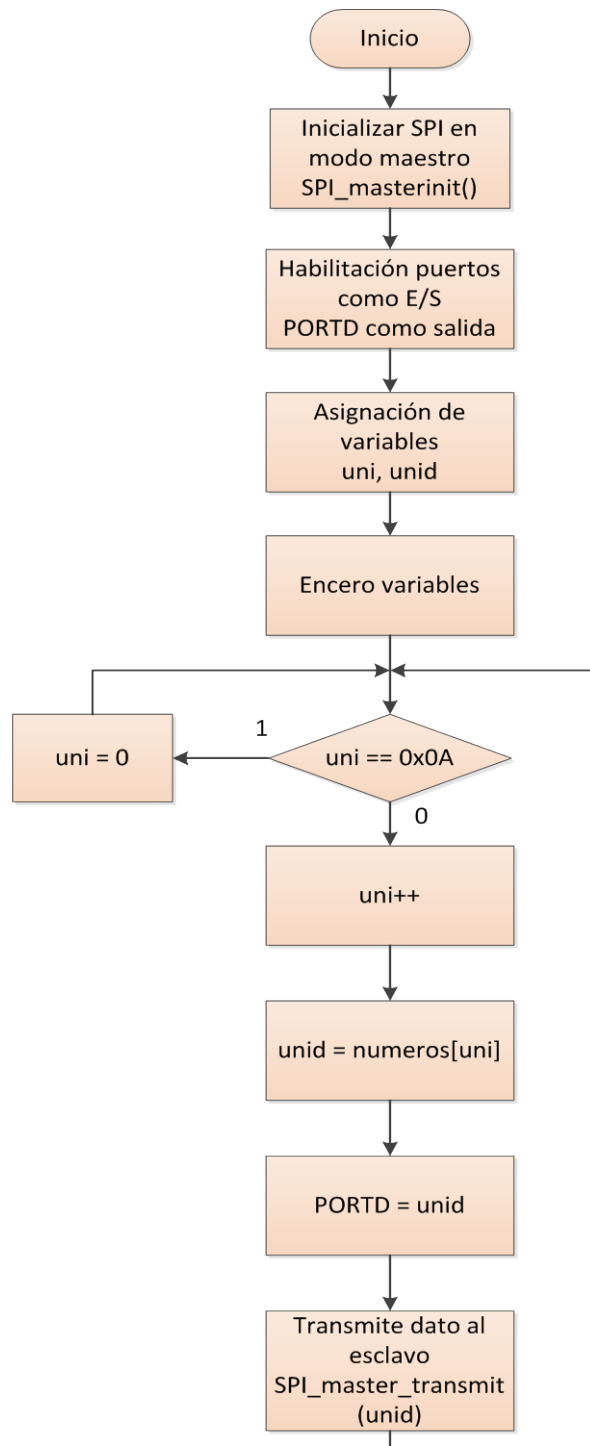 Inicio
Inicializar SPI en
modo maestro
SPI_masterinit()
Habilitación puertos
como E/S
PORTD como salida
Asignación de
variables
uni, unid
Encero variables
uni = 0
1
uni == 0x0A
0
uni++
unid = numeros[uni]
PORTD = unid
Transmite dato al
esclavo
SPI_master_transmit
(unid)